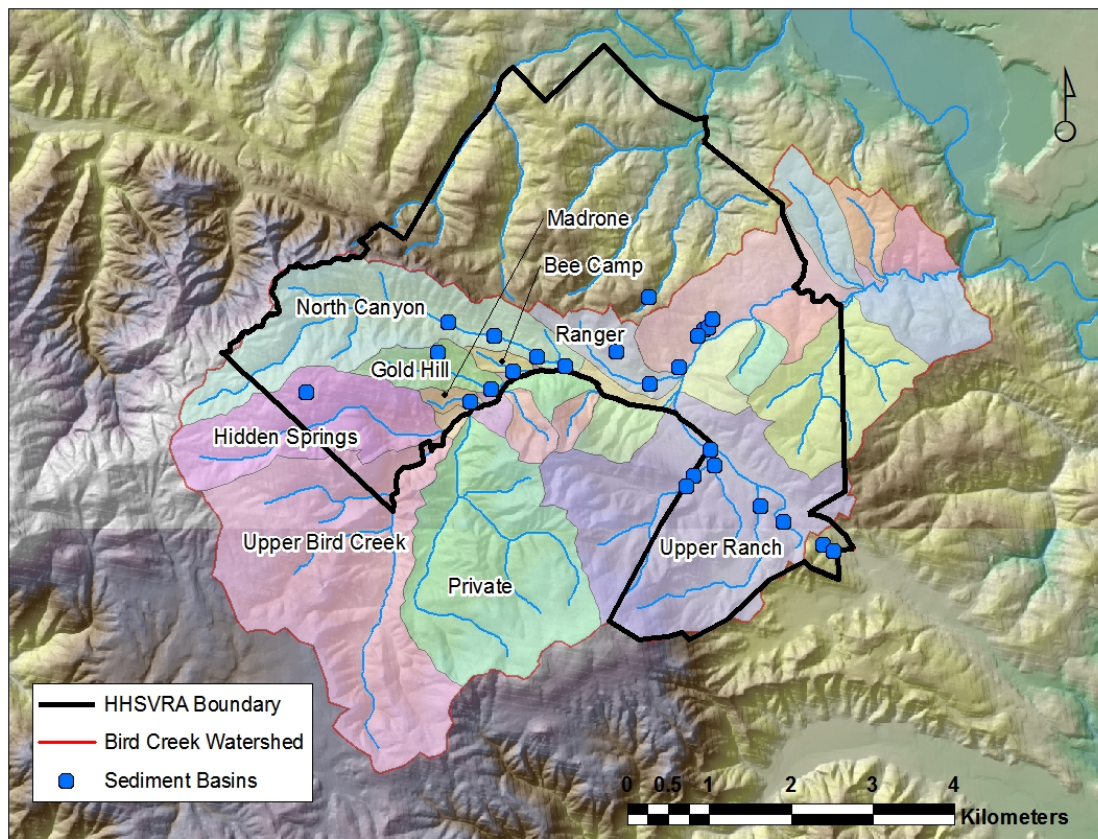 Madrone
Bee Camp
North Canyon
Ranger
Gold Hill
Hidden Springs
Upper Bird Creek
Upper Ranch
Private
HHSVRA Boundary
Bird Creek Watershed
Sediment Basins
0 0.5 1 2 3 4
Kilometers